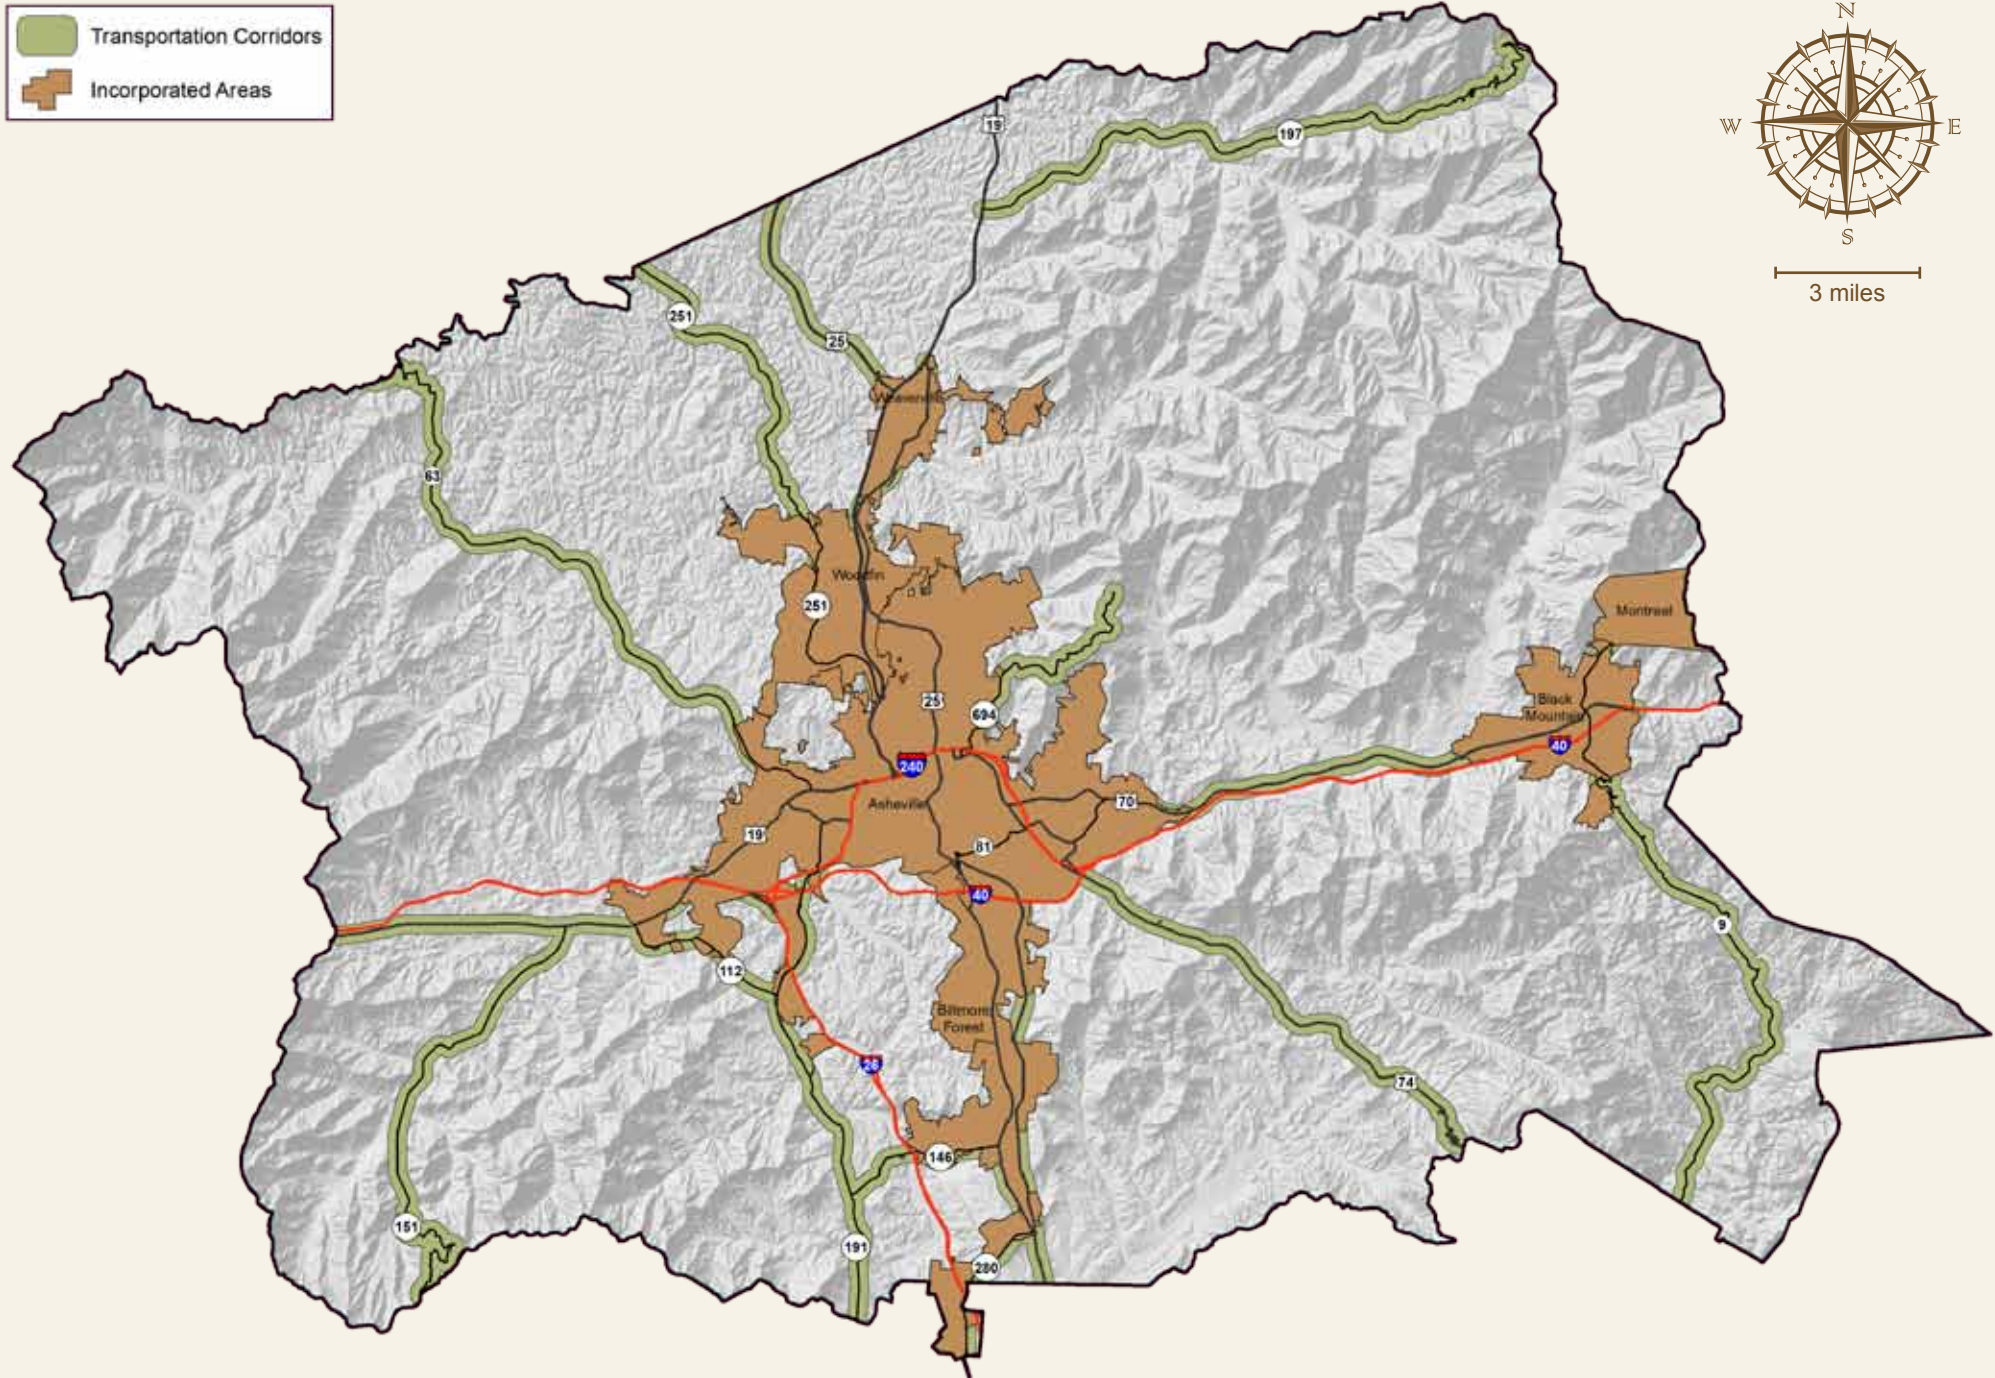 Transportation Corridors
Incorporated Areas
N
W
E
S
3 miles
19
197
251
25
Weaverville
63
Woodfin
251
Montreat
25
694
Black
Mountain
40
240
Asheville
70
19
81
40
9
112
Biltmore
Forest
26
74
146
151
191
280